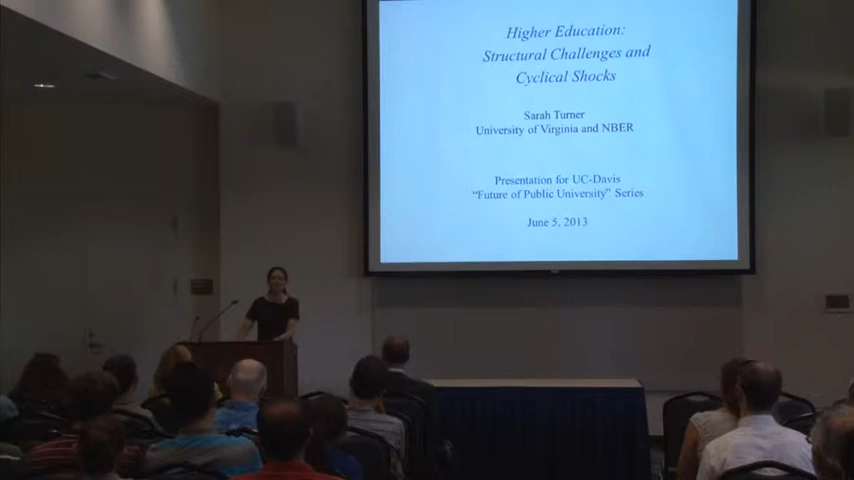 Higher Education:
Structural Challenges and
Cyclical Shocks
Sarah Turner
University of Virginia and NBER
Presentation for UC-Davis
"Future of Public University" Series
June 5, 2013